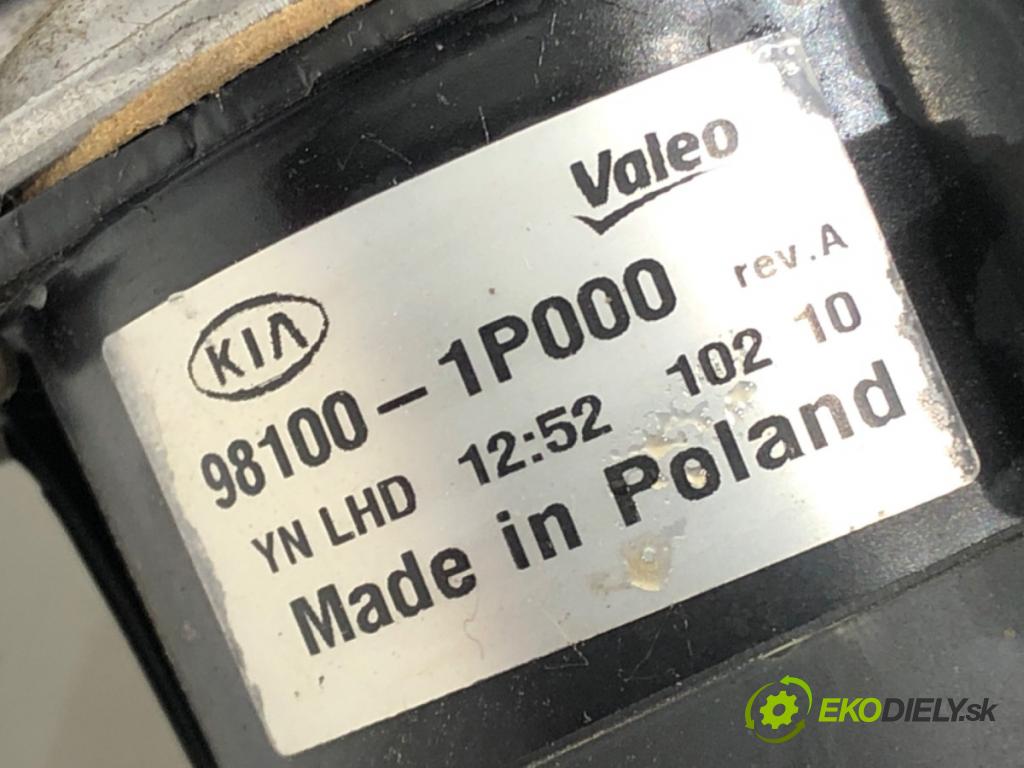 Valeo
KIA
98100-1P000 rev.A
YN LHD 12:52 102 10
Made in Poland
EKODIELY.sk